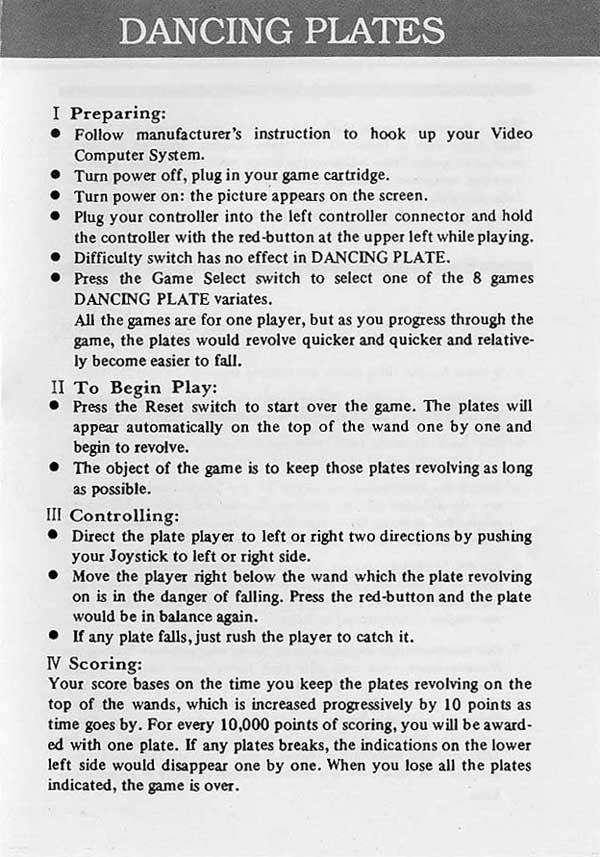 DANCING PLATES
I Preparing:
● Follow manufacturer's instruction to hook up your Video
Computer System.
● Turn power off, plug in your game cartridge.
● Turn power on: the picture appears on the screen.
● Plug your controller into the left controller connector and hold
the controller with the red-button at the upper left while playing.
● Difficulty switch has no effect in DANCING PLATE.
● Press the Game Select switch to select one of the 8 games
DANCING PLATE variates.
All the games are for one player, but as you progress through the
game, the plates would revolve quicker and quicker and relative-
ly become easier to fall.
II To Begin Play:
● Press the Reset switch to start over the game. The plates will
appear automatically on the top of the wand one by one and
begin to revolve.
● The object of the game is to keep those plates revolving as long
as possible.
III Controlling:
● Direct the plate player to left or right two directions by pushing
your Joystick to left or right side.
● Move the player right below the wand which the plate revolving
on is in the danger of falling. Press the red-button and the plate
would be in balance again.
● If any plate falls, just rush the player to catch it.
IV Scoring:
Your score bases on the time you keep the plates revolving on the
top of the wands, which is increased progressively by 10 points as
time goes by. For every 10,000 points of scoring, you will be award-
ed with one plate. If any plates breaks, the indications on the lower
left side would disappear one by one. When you lose all the plates
indicated, the game is over.